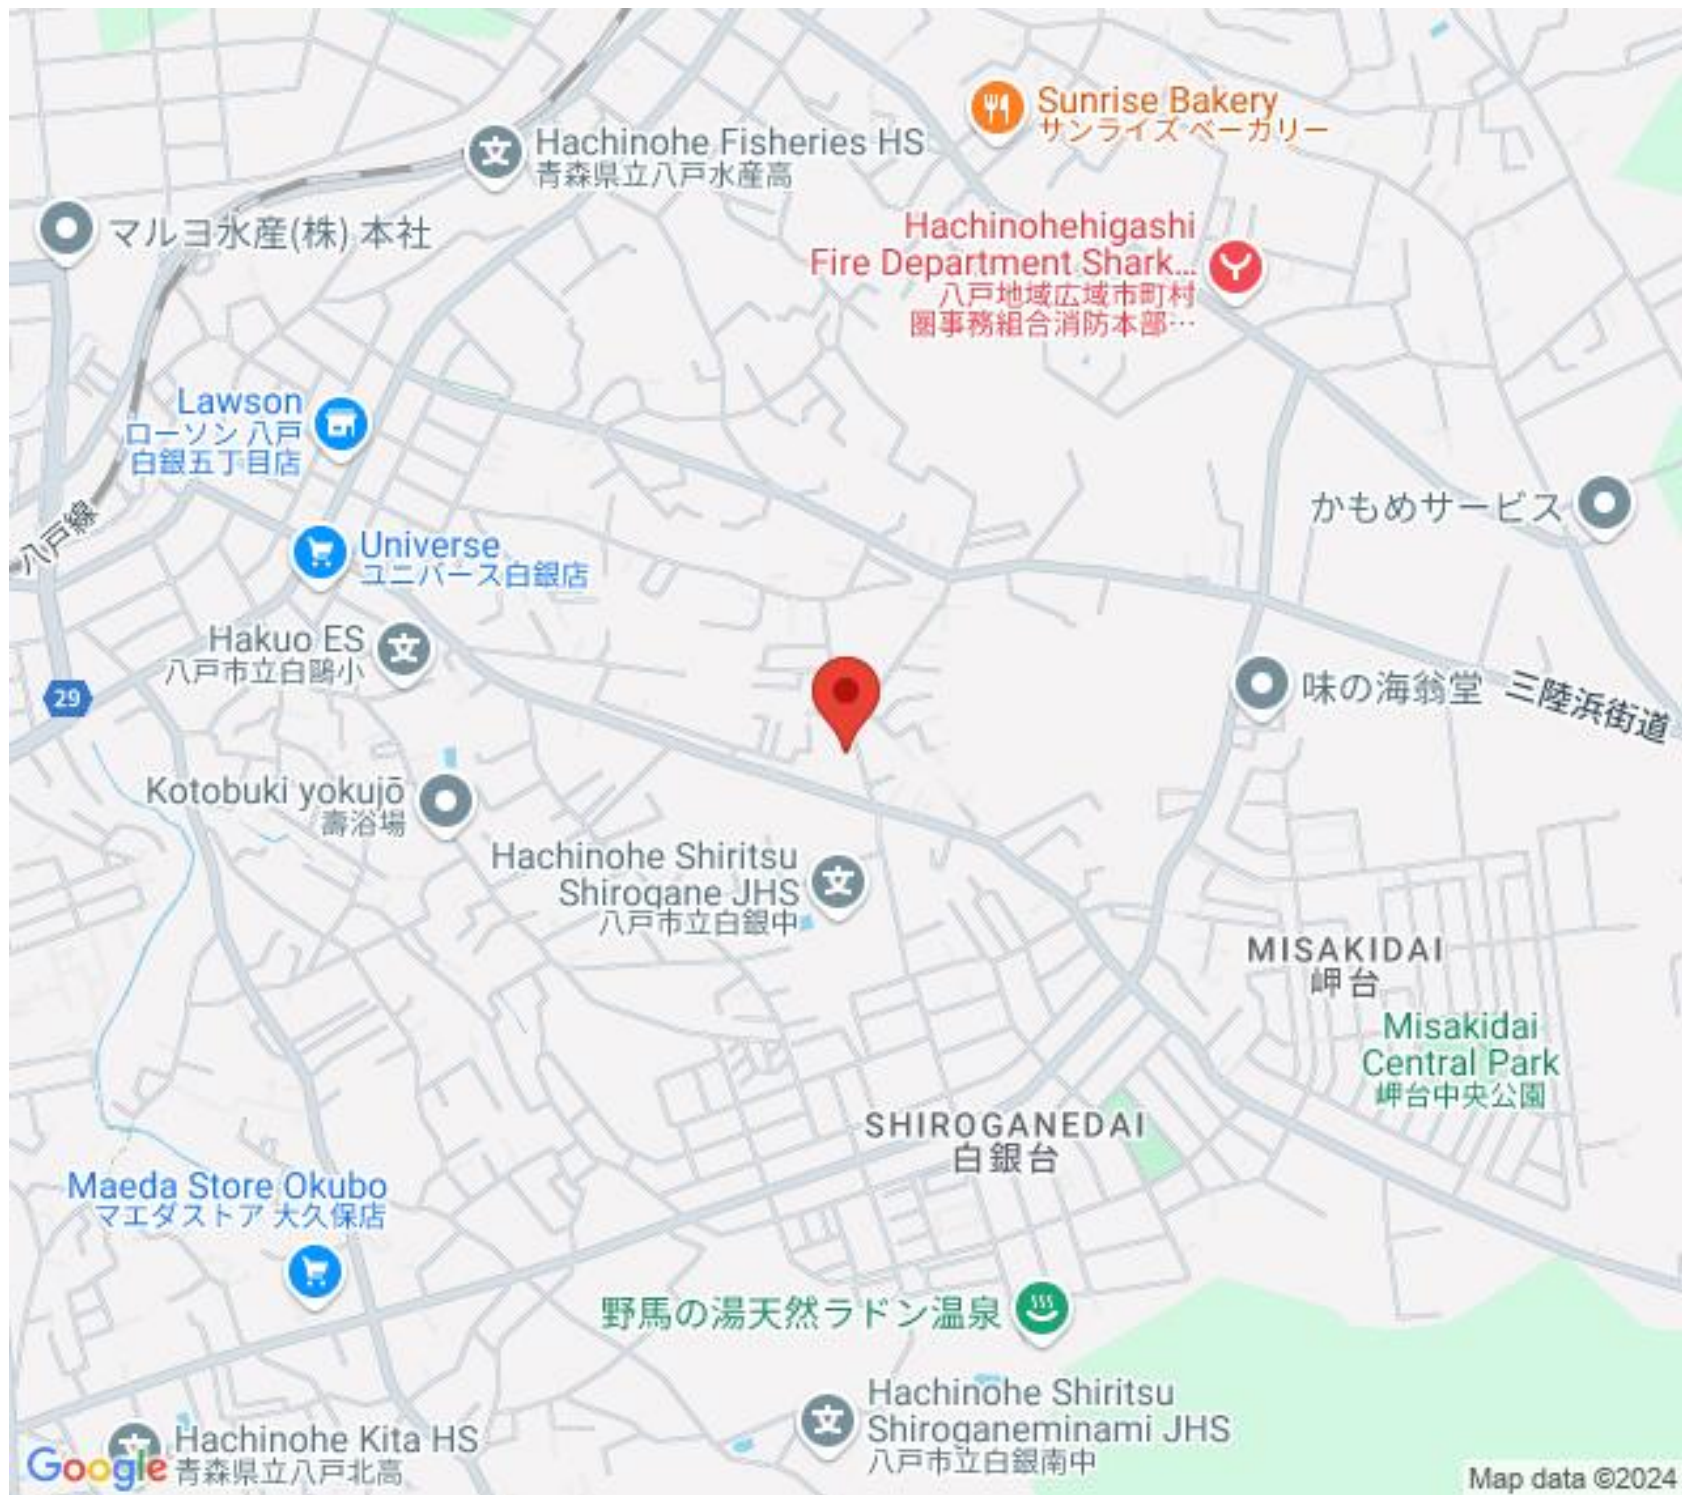 Sunrise Bakery
サンライズ ベーカリー
Hachinohe Fisheries HS
青森県立八戸水産高
マルヨ水産(株) 本社
Hachinohehigashi
Fire Department Shark...
八戸地域広域市町村
圏事務組合消防本部…
Lawson
ローソン 八戸
白銀五丁目店
かもめサービス
八戸線
Universe
ユニバース白銀店
Hakuo ES
八戸市立白鷗小
29
味の海翁堂
三陸浜街道
Kotobuki yokujō
壽浴場
Hachinohe Shiritsu
Shirogane JHS
八戸市立白銀中
MISAKIDAI
岬台
Misakidai
Central Park
岬台中央公園
SHIROGANEDAI
白銀台
Maeda Store Okubo
マエダストア 大久保店
野馬の湯天然ラドン温泉
Hachinohe Shiritsu
Shiroganeminami JHS
八戸市立白銀南中
Hachinohe Kita HS
青森県立八戸北高
Google
Map data ©2024